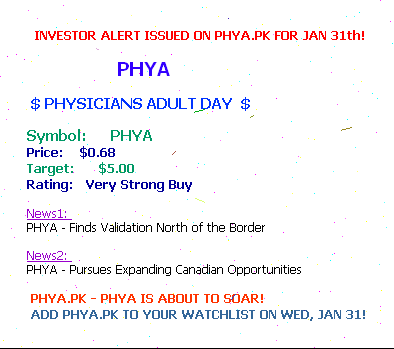 INVESTOR ALERT ISSUED ON PHYA.PK FOR JAN 31th!
PHYA
$ PHYSICIANS ADULT DAY $
Symbol: PHYA
Price: $0.68
Target: $5.00
Rating: Very Strong Buy
News1:
PHYA - Finds Validation North of the Border
News2:
PHYA - Pursues Expanding Canadian Opportunities
PHYA.PK - PHYA IS ABOUT TO SOAR!
ADD PHYA.PK TO YOUR WATCHLIST ON WED, JAN 31!